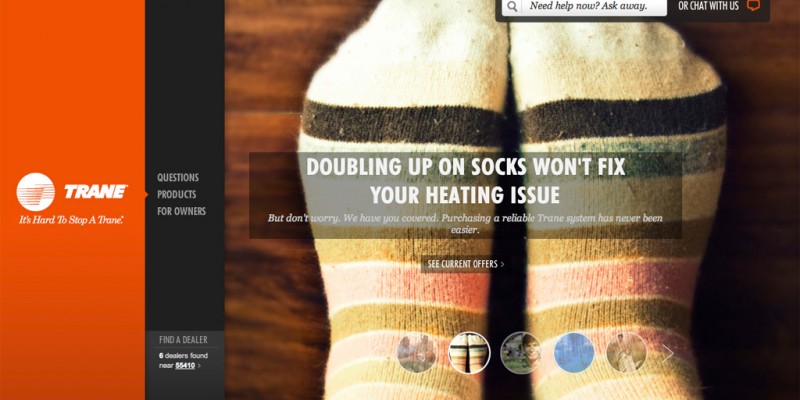 Need help now? Ask away.
OR CHAT WITH US
TRANE
It's Hard To Stop A Trane.
QUESTIONS
PRODUCTS
FOR OWNERS
DOUBLING UP ON SOCKS WON'T FIX
YOUR HEATING ISSUE
But don't worry. We have you covered. Purchasing a reliable Trane system has never been
easier.
SEE CURRENT OFFERS >
FIND A DEALER
6 dealers found
near 55410 >